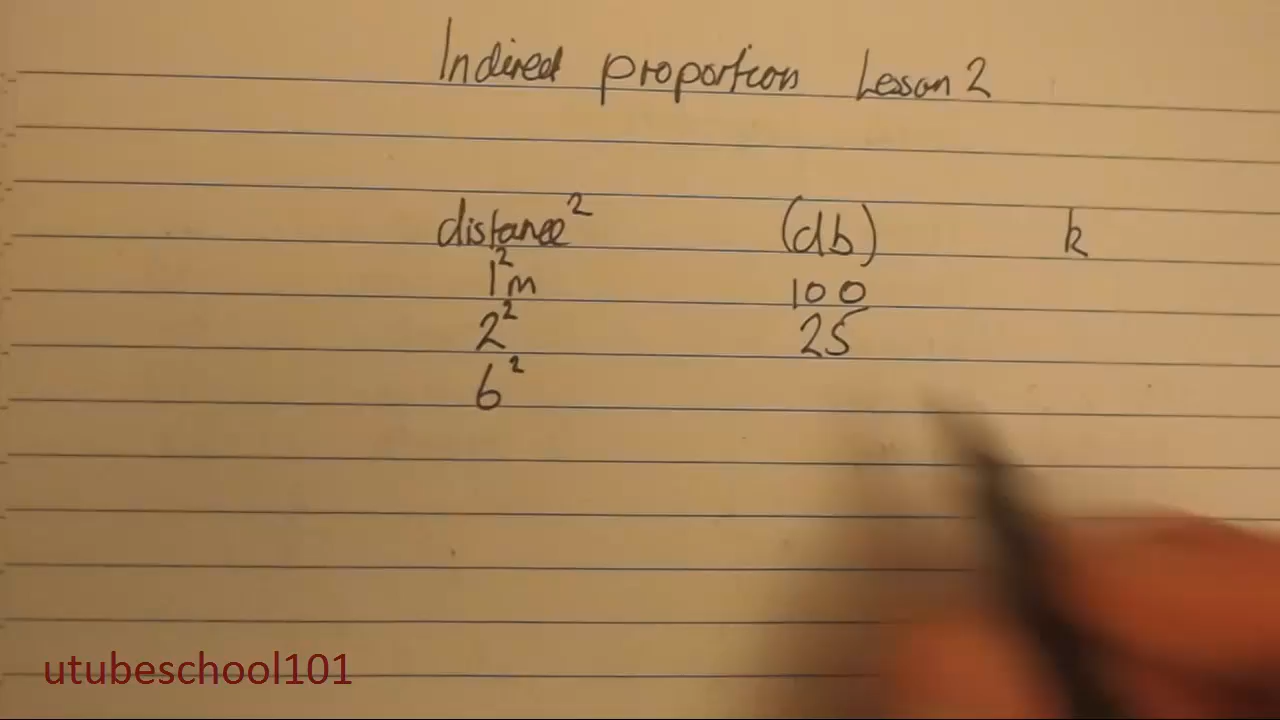 Indirect proportion Lesson 2
distance² (db) k
1²m 100
2² 25
6²
utubeschool101